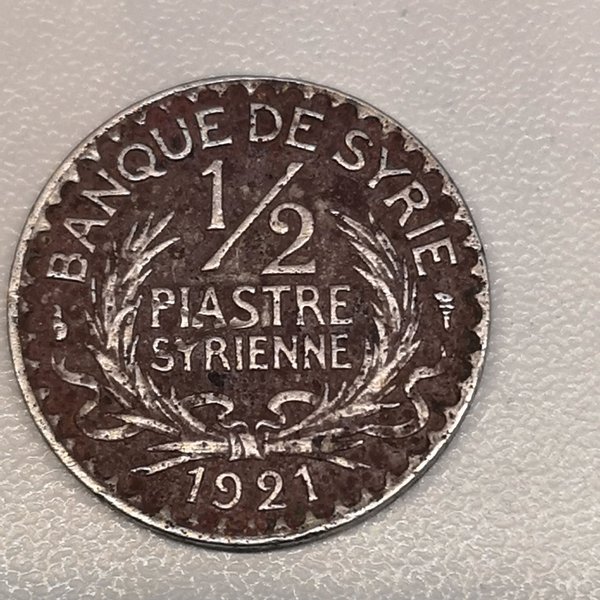 BANQUE DE SYRIE
1/2
PIASTRE
SYRIENNE
1921